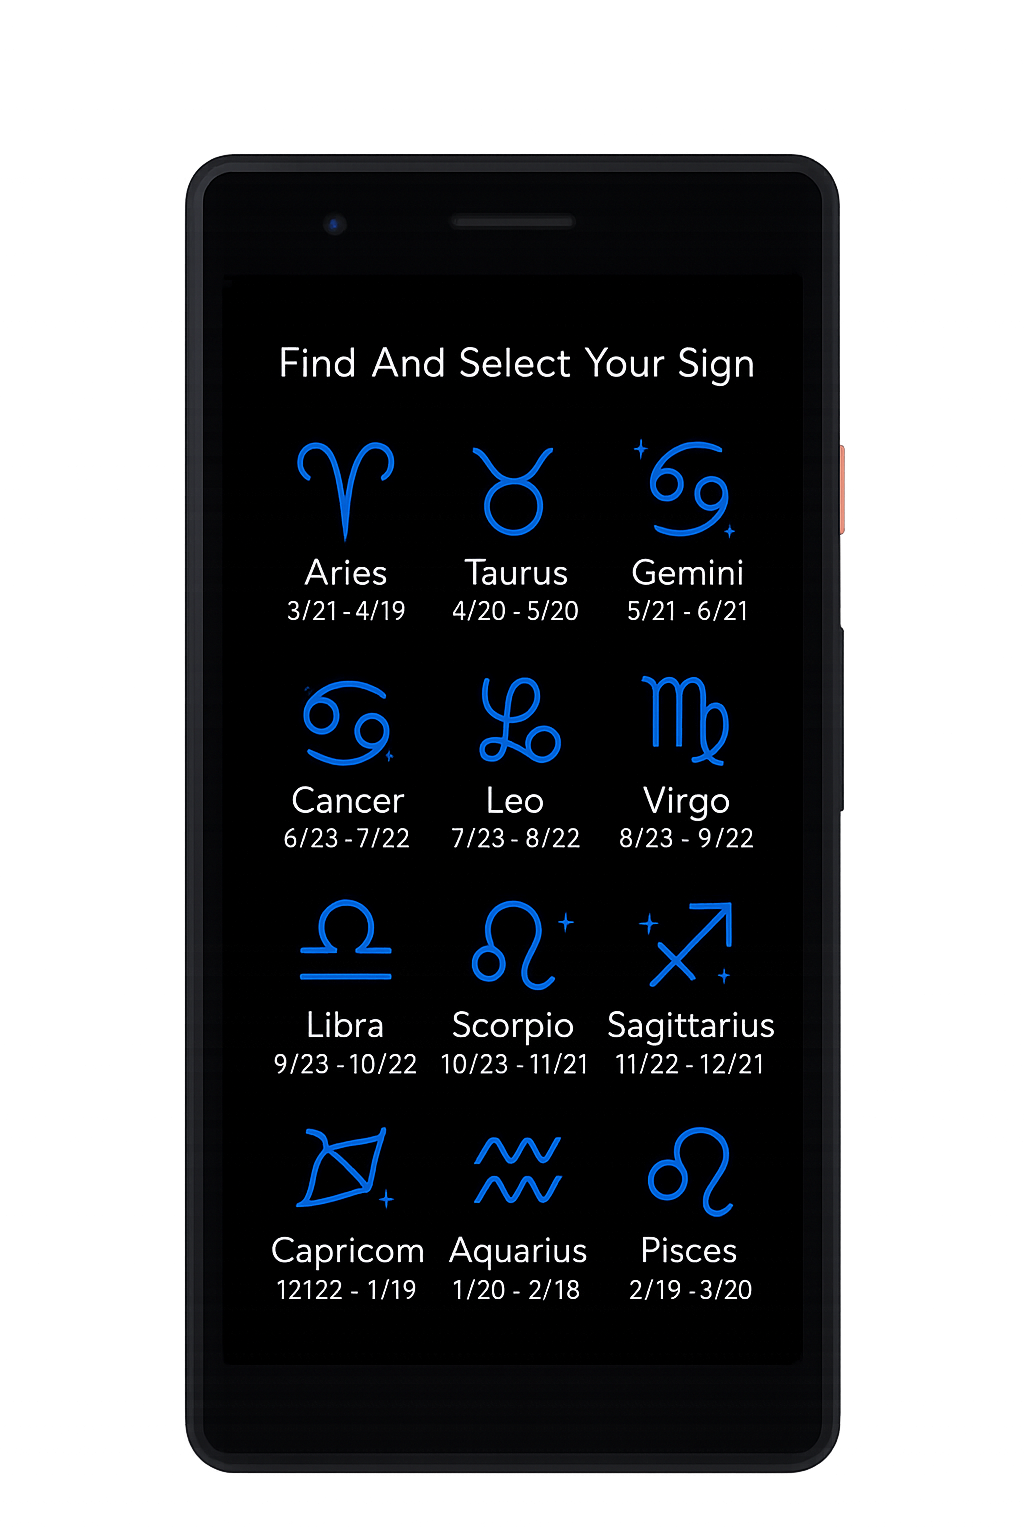 Find And Select Your Sign
Aries Taurus Gemini
3/21 - 4/19 4/20 - 5/20 5/21 - 6/21
Cancer Leo Virgo
6/23 - 7/22 7/23 - 8/22 8/23 - 9/22
Libra Scorpio Sagittarius
9/23 - 10/22 10/23 - 11/21 11/22 - 12/21
Capricom Aquarius Pisces
12122 - 1/19 1/20 - 2/18 2/19 - 3/20